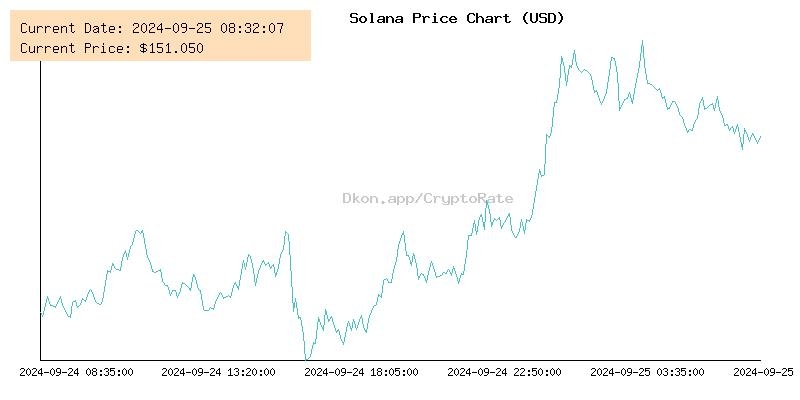 Solana Price Chart (USD)
Current Date: 2024-09-25 08:32:07
Current Price: $151.050
Dkon.app/CryptoRate
2024-09-24 08:35:00 2024-09-24 13:20:00 2024-09-24 18:05:00 2024-09-24 22:50:00 2024-09-25 03:35:00 2024-09-25